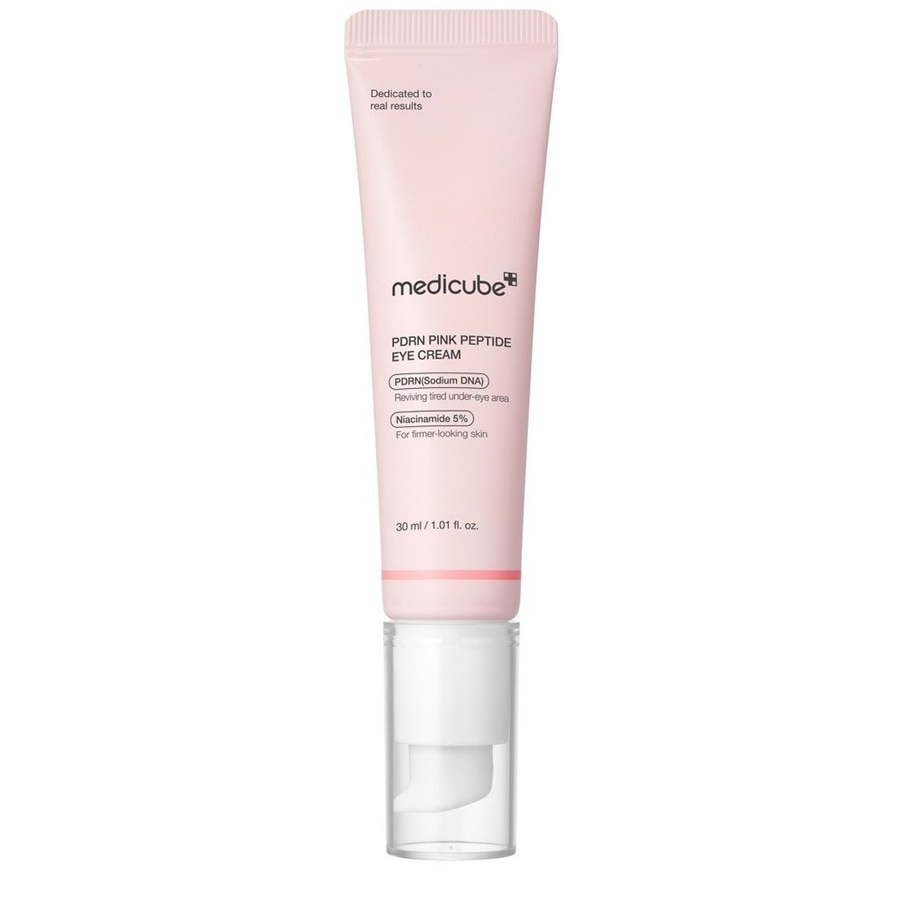 Dedicated to
real results
medicube
PDRN PINK PEPTIDE
EYE CREAM
PDRN(Sodium DNA)
Reviving tired under-eye area
Niacinamide 5%
For firmer-looking skin
30 ml / 1.01 fl. oz.